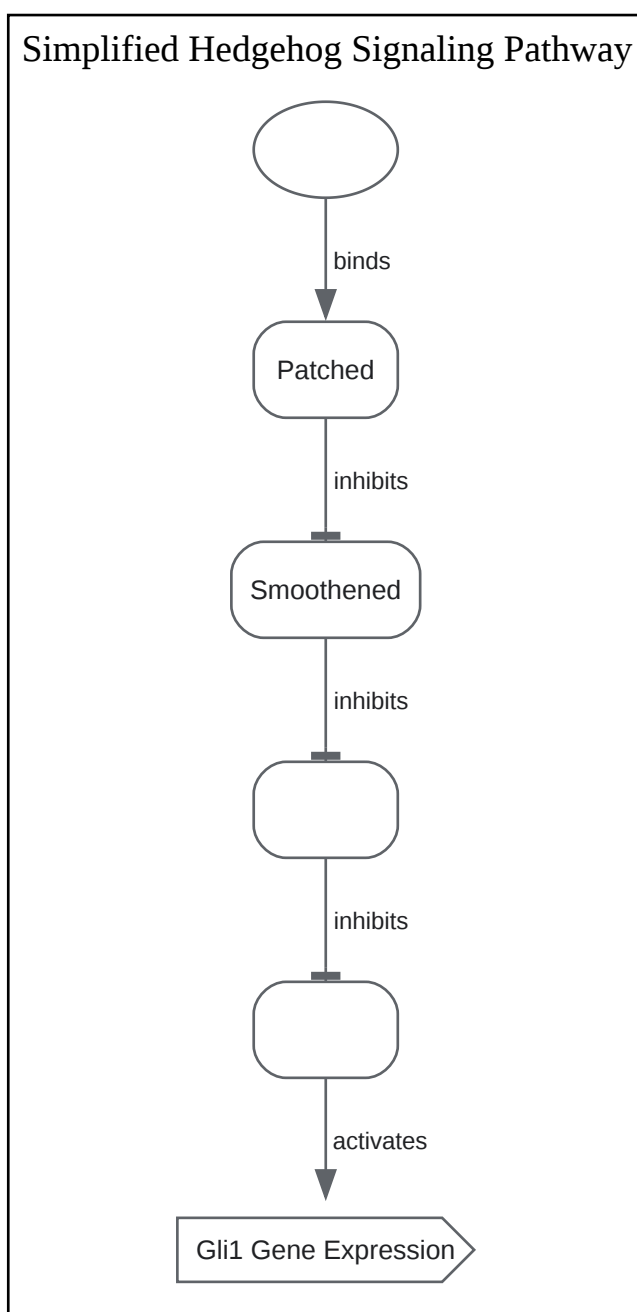 Simplified Hedgehog Signaling Pathway
binds
Patched
inhibits
Smoothened
inhibits
inhibits
activates
Gli1 Gene Expression